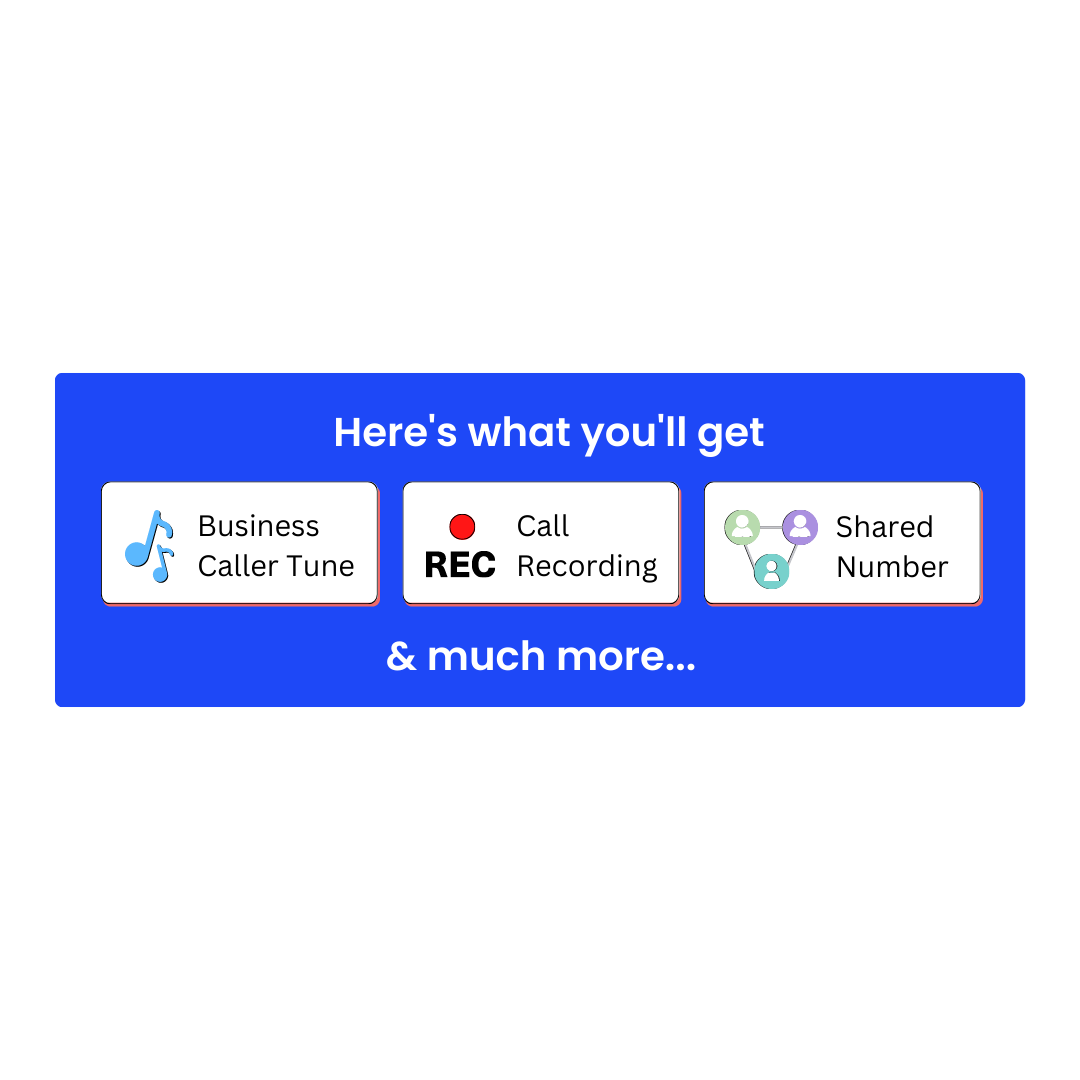 Here's what you'll get
Business
Caller Tune
REC
Call
Recording
Shared
Number
& much more...